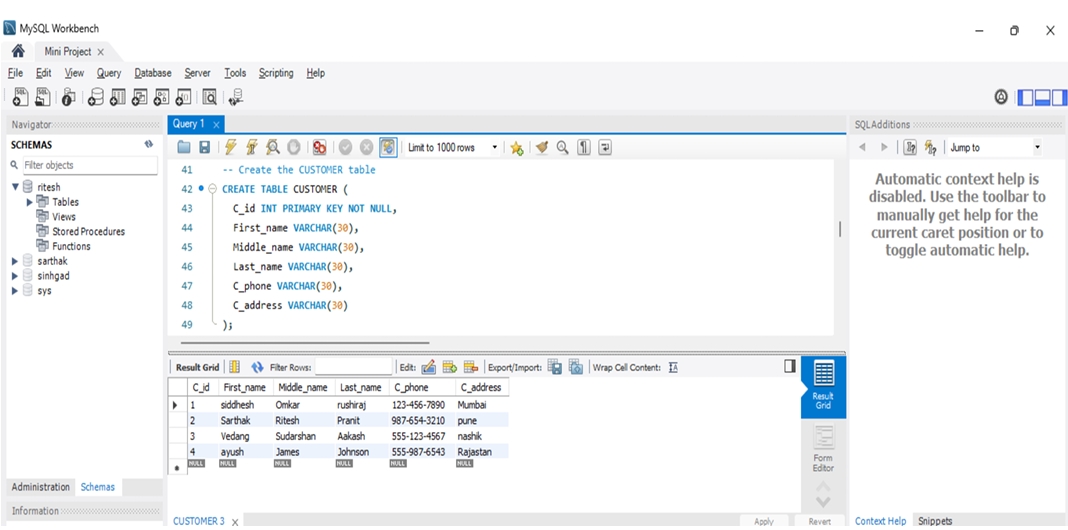 MySQL Workbench
Mini Project ×
File Edit View Query Database Server Tools Scripting Help
Navigator
SCHEMAS
Filter objects
ritesh
Tables
Views
Stored Procedures
Functions
sarthak
sinhgad
sys
Administration Schemas
Information
Query 1 ×
Limit to 1000 rows
41 -- Create the CUSTOMER table
42 CREATE TABLE CUSTOMER (
43 C_id INT PRIMARY KEY NOT NULL,
44 First_name VARCHAR(30),
45 Middle_name VARCHAR(30),
46 Last_name VARCHAR(30),
47 C_phone VARCHAR(30),
48 C_address VARCHAR(30)
49 );
Result Grid Filter Rows: Edit: Export/Import: Wrap Cell Content: IA
C_id First_name Middle_name Last_name C_phone C_address
1 siddhesh Omkar rushiraj 123-456-7890 Mumbai
2 Sarthak Ritesh Pranit 987-654-3210 pune
3 Vedang Sudarshan Aakash 555-123-4567 nashik
4 ayush James Johnson 555-987-6543 Rajastan
NULL NULL NULL NULL NULL NULL
Result
Grid
Form
Editor
CUSTOMER 3 ×
Apply Revert
SQLAdditions
Jump to
Automatic context help is
disabled. Use the toolbar to
manually get help for the
current caret position or to
toggle automatic help.
Context Help Snippets